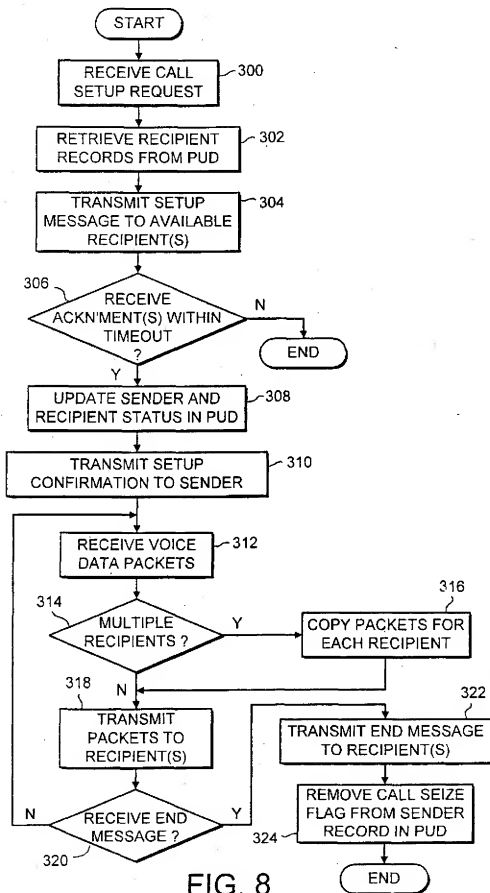 START
RECEIVE CALL
SETUP REQUEST
300
RETRIEVE RECIPIENT
RECORDS FROM PUD
302
TRANSMIT SETUP
MESSAGE TO AVAILABLE
RECIPIENT(S)
304
306
RECEIVE
ACKN'MENT(S) WITHIN
TIMEOUT
?
N
END
Y
UPDATE SENDER AND
RECIPIENT STATUS IN PUD
308
TRANSMIT SETUP
CONFIRMATION TO SENDER
310
RECEIVE VOICE
DATA PACKETS
312
314
MULTIPLE
RECIPIENTS ?
Y
316
COPY PACKETS FOR
EACH RECIPIENT
N
318
TRANSMIT
PACKETS TO
RECIPIENT(S)
322
TRANSMIT END MESSAGE
TO RECIPIENT(S)
N
RECEIVE END
MESSAGE ?
Y
320
REMOVE CALL SEIZE
FLAG FROM SENDER
RECORD IN PUD
324
END
FIG. 8